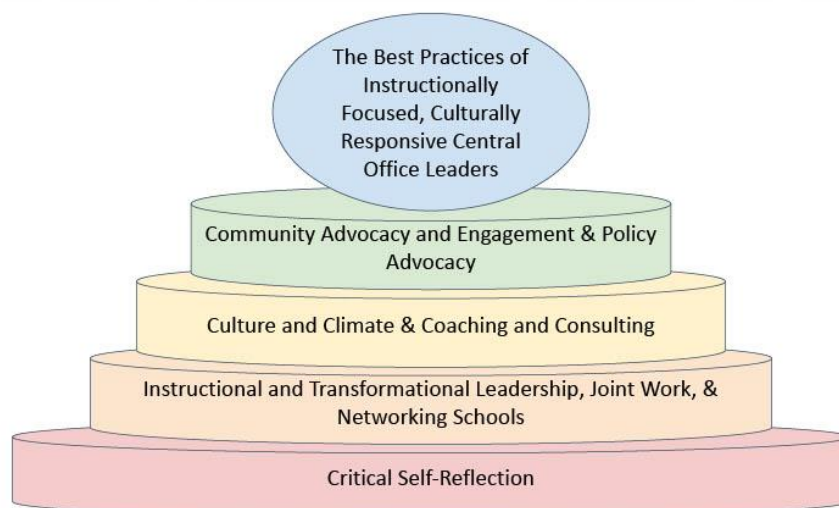 The Best Practices of
Instructionally
Focused, Culturally
Responsive Central
Office Leaders
Community Advocacy and Engagement & Policy
Advocacy
Culture and Climate & Coaching and Consulting
Instructional and Transformational Leadership, Joint Work, &
Networking Schools
Critical Self-Reflection